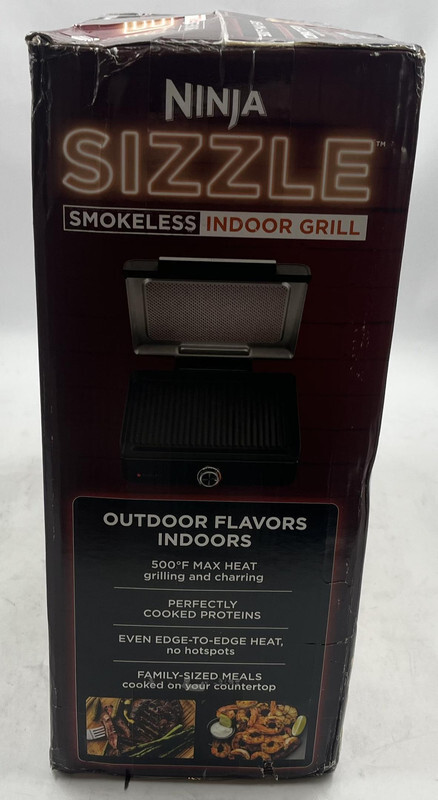 NINJA
SIZZLE™
SMOKELESS INDOOR GRILL
OUTDOOR FLAVORS
INDOORS
500°F MAX HEAT
grilling and charring
PERFECTLY
COOKED PROTEINS
EVEN EDGE-TO-EDGE HEAT,
no hotspots
FAMILY-SIZED MEALS
cooked on your countertop